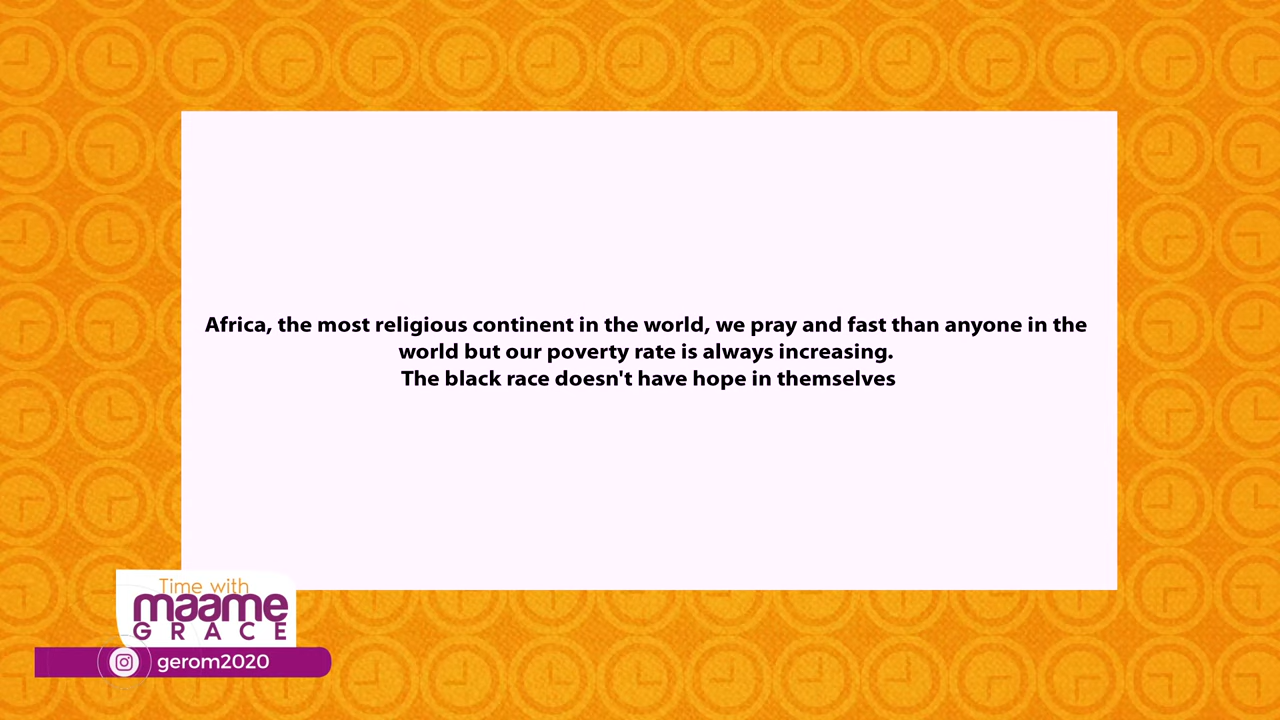 Africa, the most religious continent in the world, we pray and fast than anyone in the
world but our poverty rate is always increasing.
The black race doesn't have hope in themselves
Time with
maame
GRACE
gerom2020